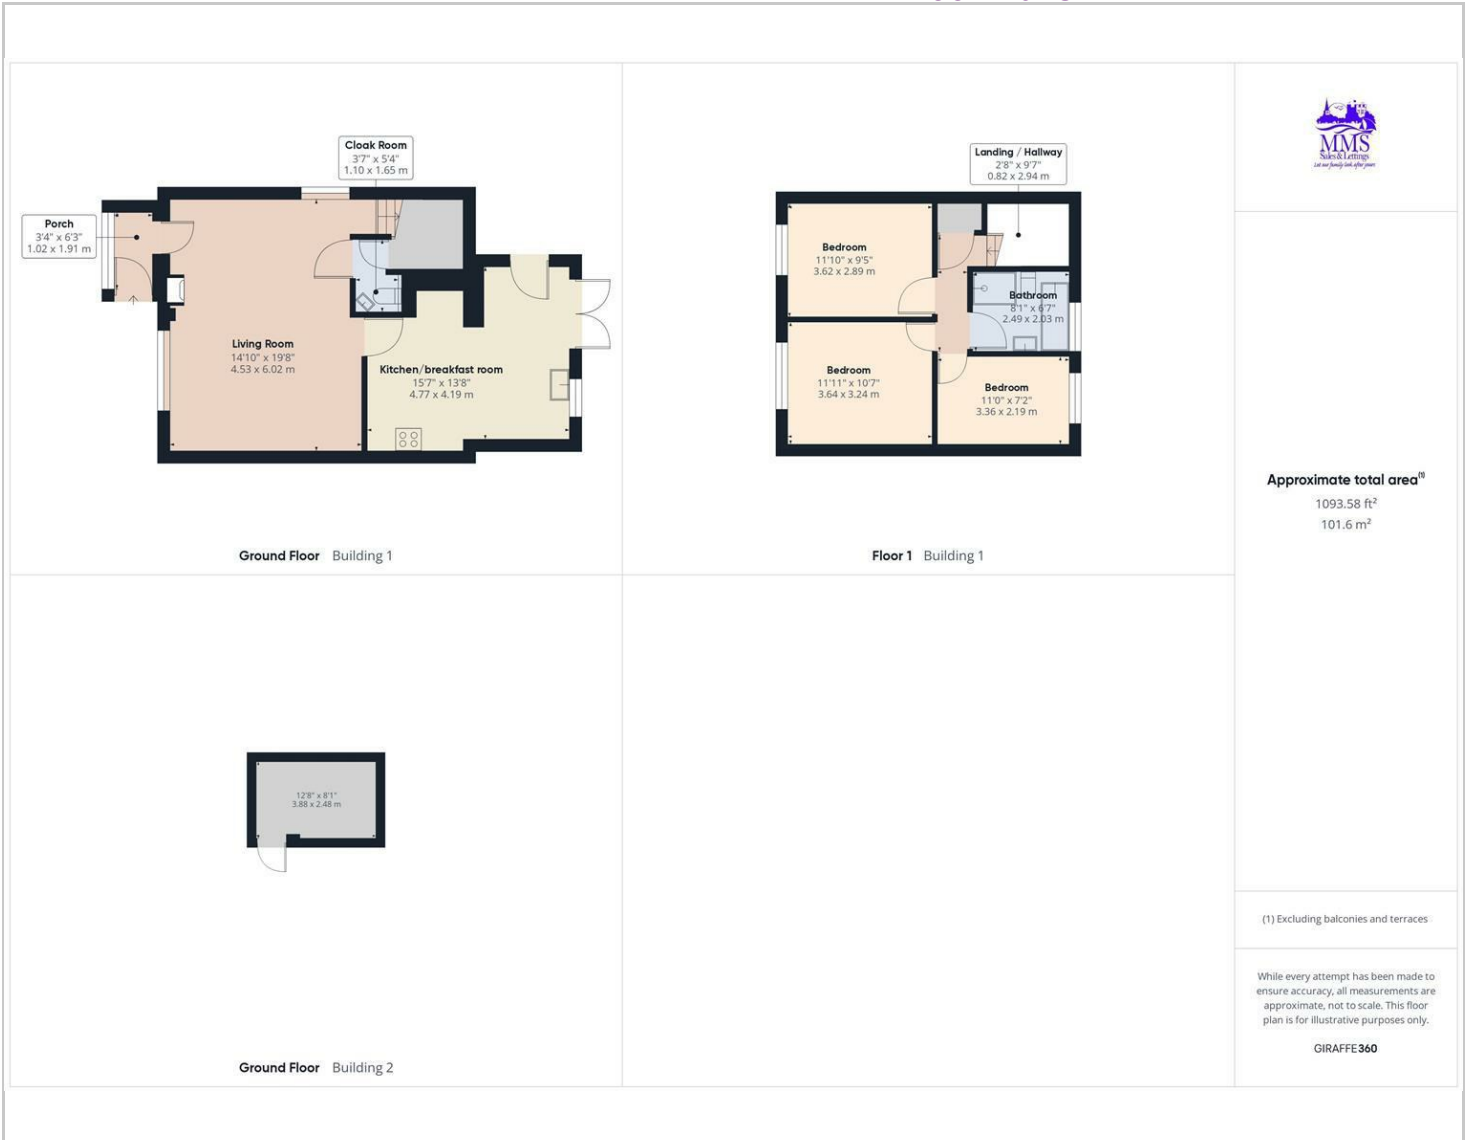 Cloak Room
3'7" x 5'4"
1.10 x 1.65 m
Porch
3'4" x 6'3"
1.02 x 1.91 m
Living Room
14'10" x 19'8"
4.53 x 6.02 m
Kitchen/breakfast room
15'7" x 13'8"
4.77 x 4.19 m
Ground Floor Building 1
Landing / Hallway
2'8" x 9'7"
0.82 x 2.94 m
Bedroom
11'10" x 9'5"
3.62 x 2.89 m
Bathroom
8'1" x 6'7"
2.49 x 2.03 m
Bedroom
11'11" x 10'7"
3.64 x 3.24 m
Bedroom
11'0" x 7'2"
3.36 x 2.19 m
Floor 1 Building 1
12'8" x 8'1"
3.88 x 2.48 m
Ground Floor Building 2
MMS
Sales & Lettings
Let our family look after yours
Approximate total area(1)
1093.58 ft²
101.6 m²
(1) Excluding balconies and terraces
While every attempt has been made to
ensure accuracy, all measurements are
approximate, not to scale. This floor
plan is for illustrative purposes only.
GIRAFFE360